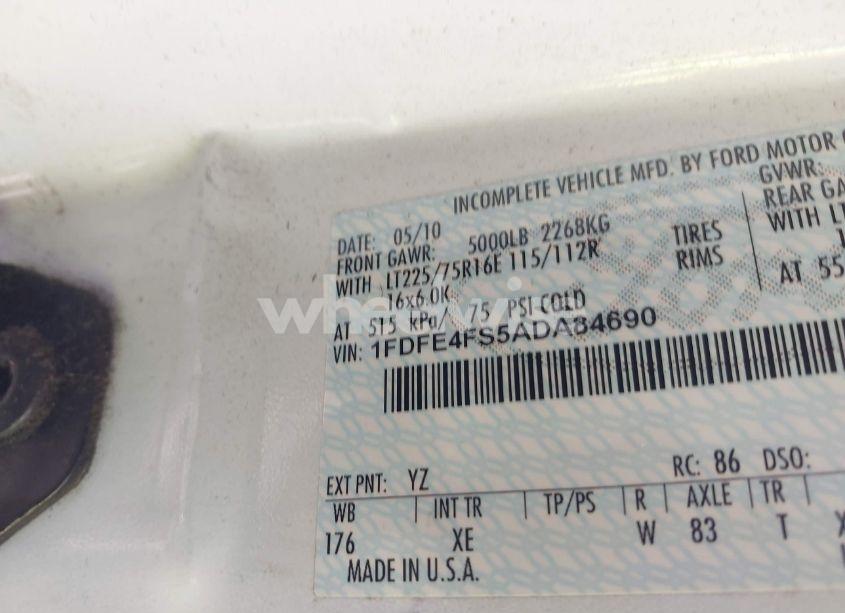 INCOMPLETE VEHICLE MFD. BY FORD MOTOR
DATE: 05/10 GVWR:
FRONT GAWR: 5000LB 2268KG REAR
WITH LT225/75R16E 115/112R TIRES WITH
16x6.0K RIMS
AT 515 kPa/ 75 PSI COLD AT 55
VIN: 1FDFE4FS5ADA84690
EXT PNT: YZ RC: 86 DSO:
WB INT TR TP/PS R AXLE TR
176 XE W 83 T
MADE IN U.S.A.